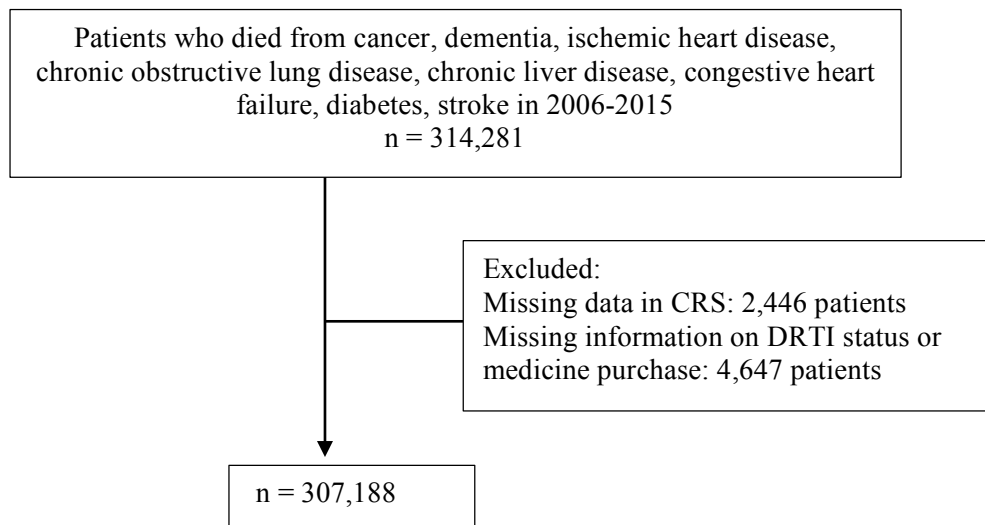 Patients who died from cancer, dementia, ischemic heart disease,
chronic obstructive lung disease, chronic liver disease, congestive heart
failure, diabetes, stroke in 2006-2015
n = 314,281
Excluded:
Missing data in CRS: 2,446 patients
Missing information on DRTI status or
medicine purchase: 4,647 patients
n = 307,188